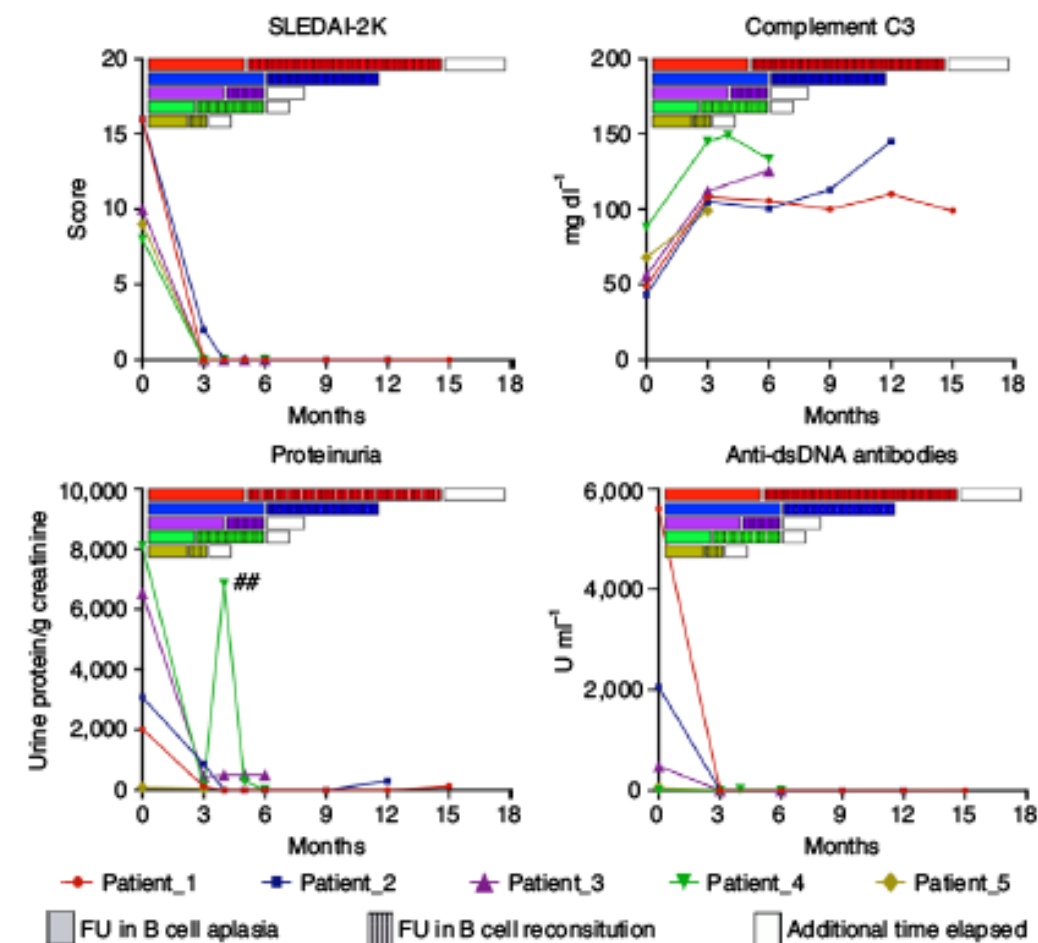 SLEDAI-2K
20
15
10
5
0
Score
0 3 6 9 12 15 18
Months
Complement C3
200
150
100
50
0
mg dl⁻¹
0 3 6 9 12 15 18
Months
Proteinuria
10,000
8,000
6,000
4,000
2,000
0
Urine protein/g creatinine
##
0 3 6 9 12 15 18
Months
Anti-dsDNA antibodies
6,000
4,000
2,000
0
U ml⁻¹
0 3 6 9 12 15 18
Months
Patient_1 Patient_2 Patient_3 Patient_4 Patient_5
FU in B cell aplasia FU in B cell reconsitution Additional time elapsed